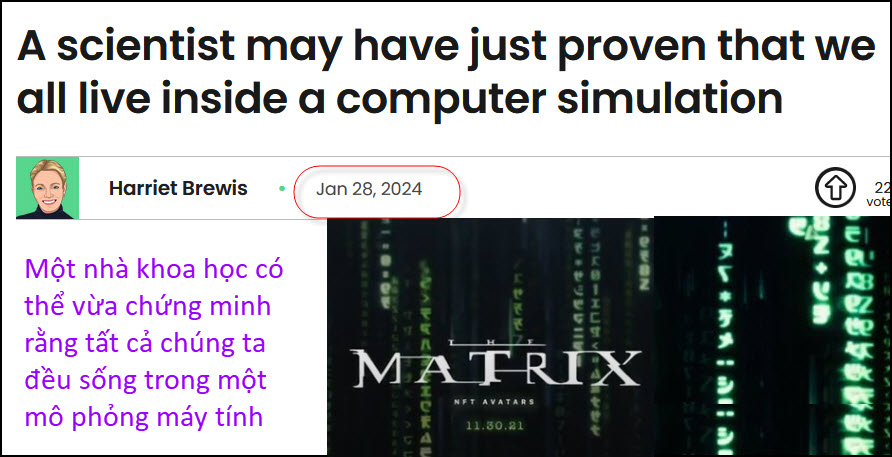 A scientist may have just proven that we
all live inside a computer simulation
Harriet Brewis • Jan 28, 2024
22
vote
Một nhà khoa học có
thể vừa chứng minh
rằng tất cả chúng ta
đều sống trong một
mô phỏng máy tính
THE
MATRIX
NFT AVATARS
11.30.21